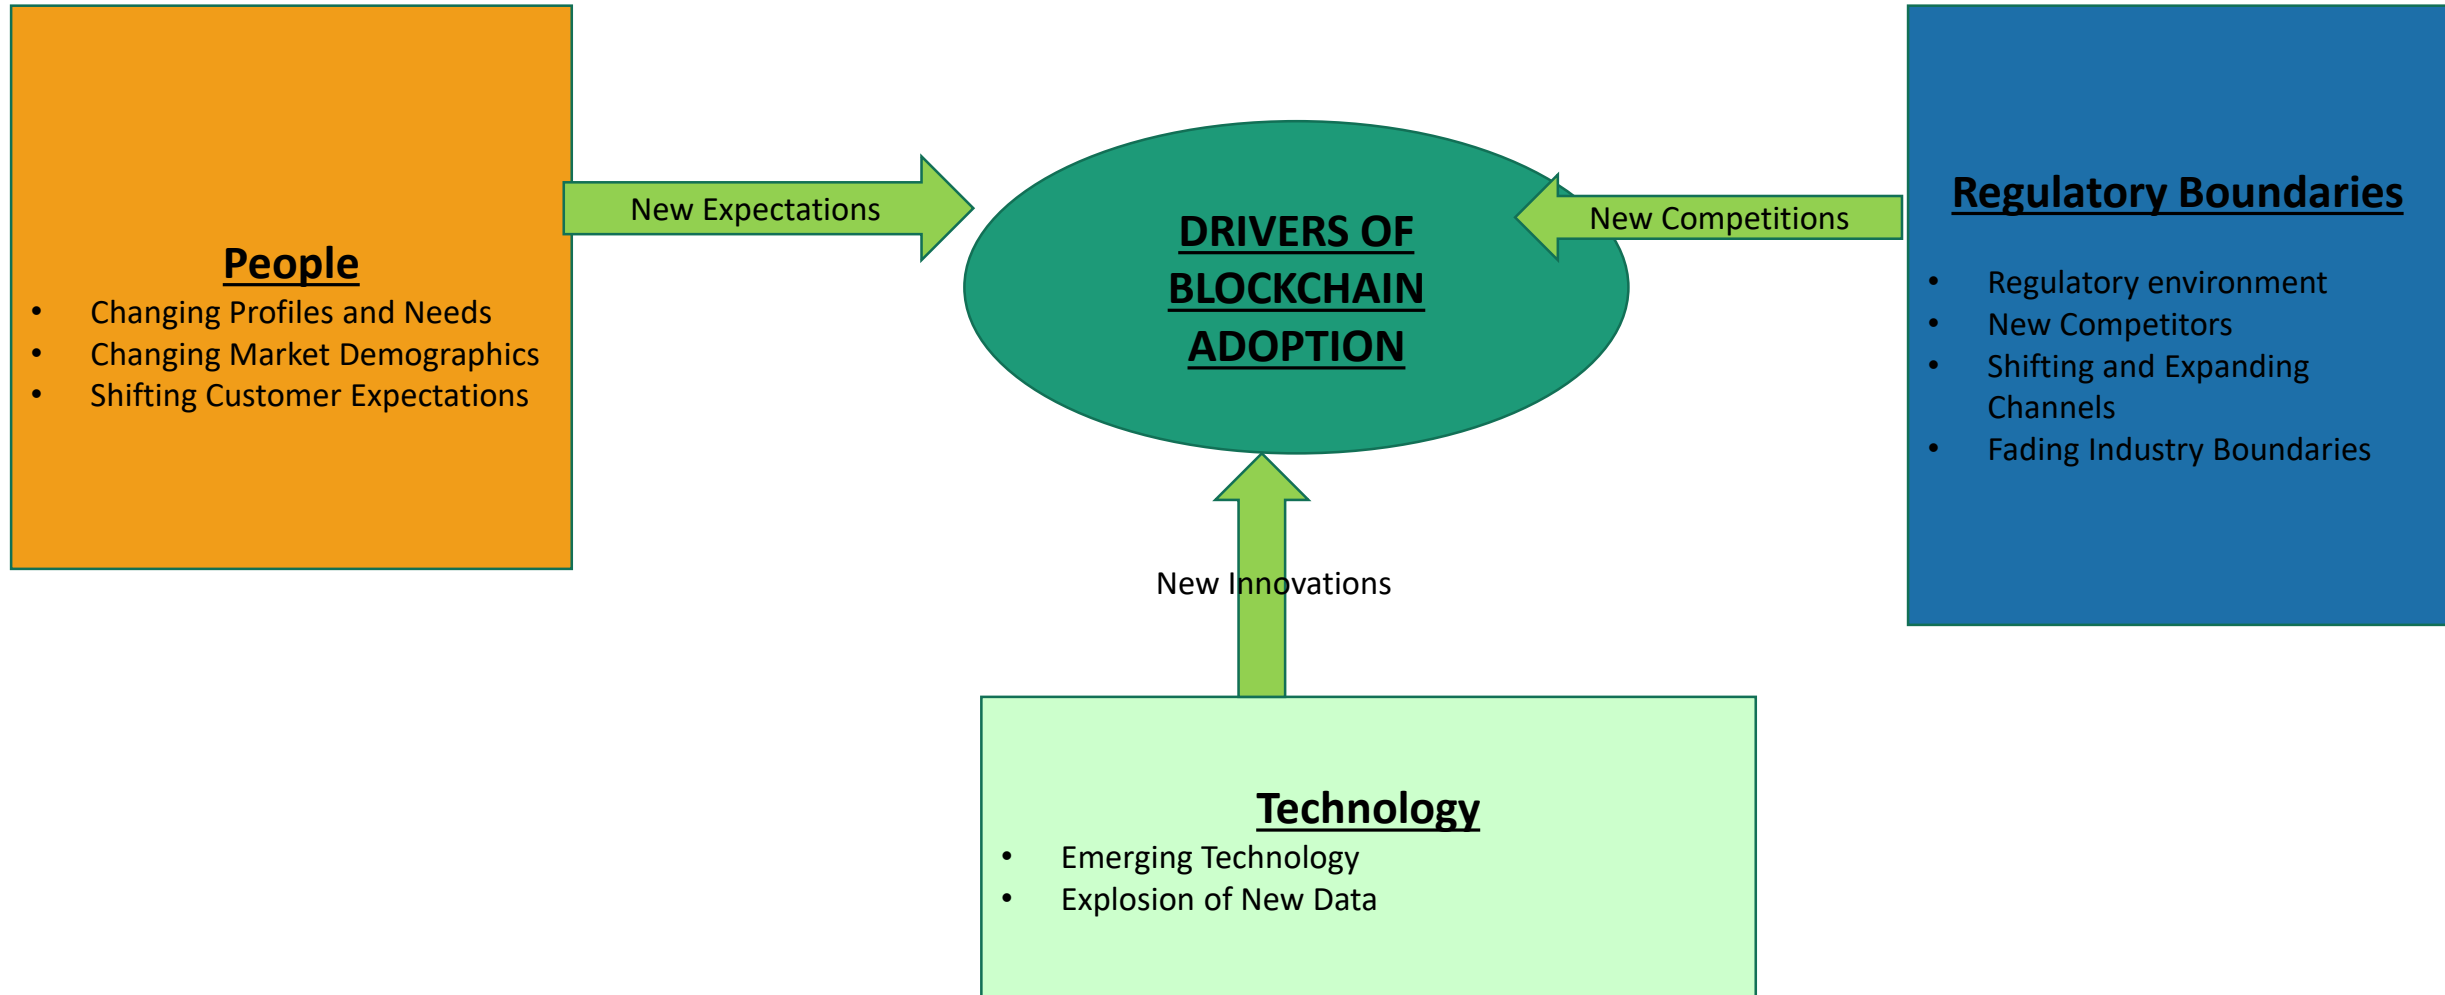 People
• Changing Profiles and Needs
• Changing Market Demographics
• Shifting Customer Expectations
New Expectations
DRIVERS OF
BLOCKCHAIN
ADOPTION
New Competitions
Regulatory Boundaries
• Regulatory environment
• New Competitors
• Shifting and Expanding
Channels
• Fading Industry Boundaries
New Innovations
Technology
• Emerging Technology
• Explosion of New Data